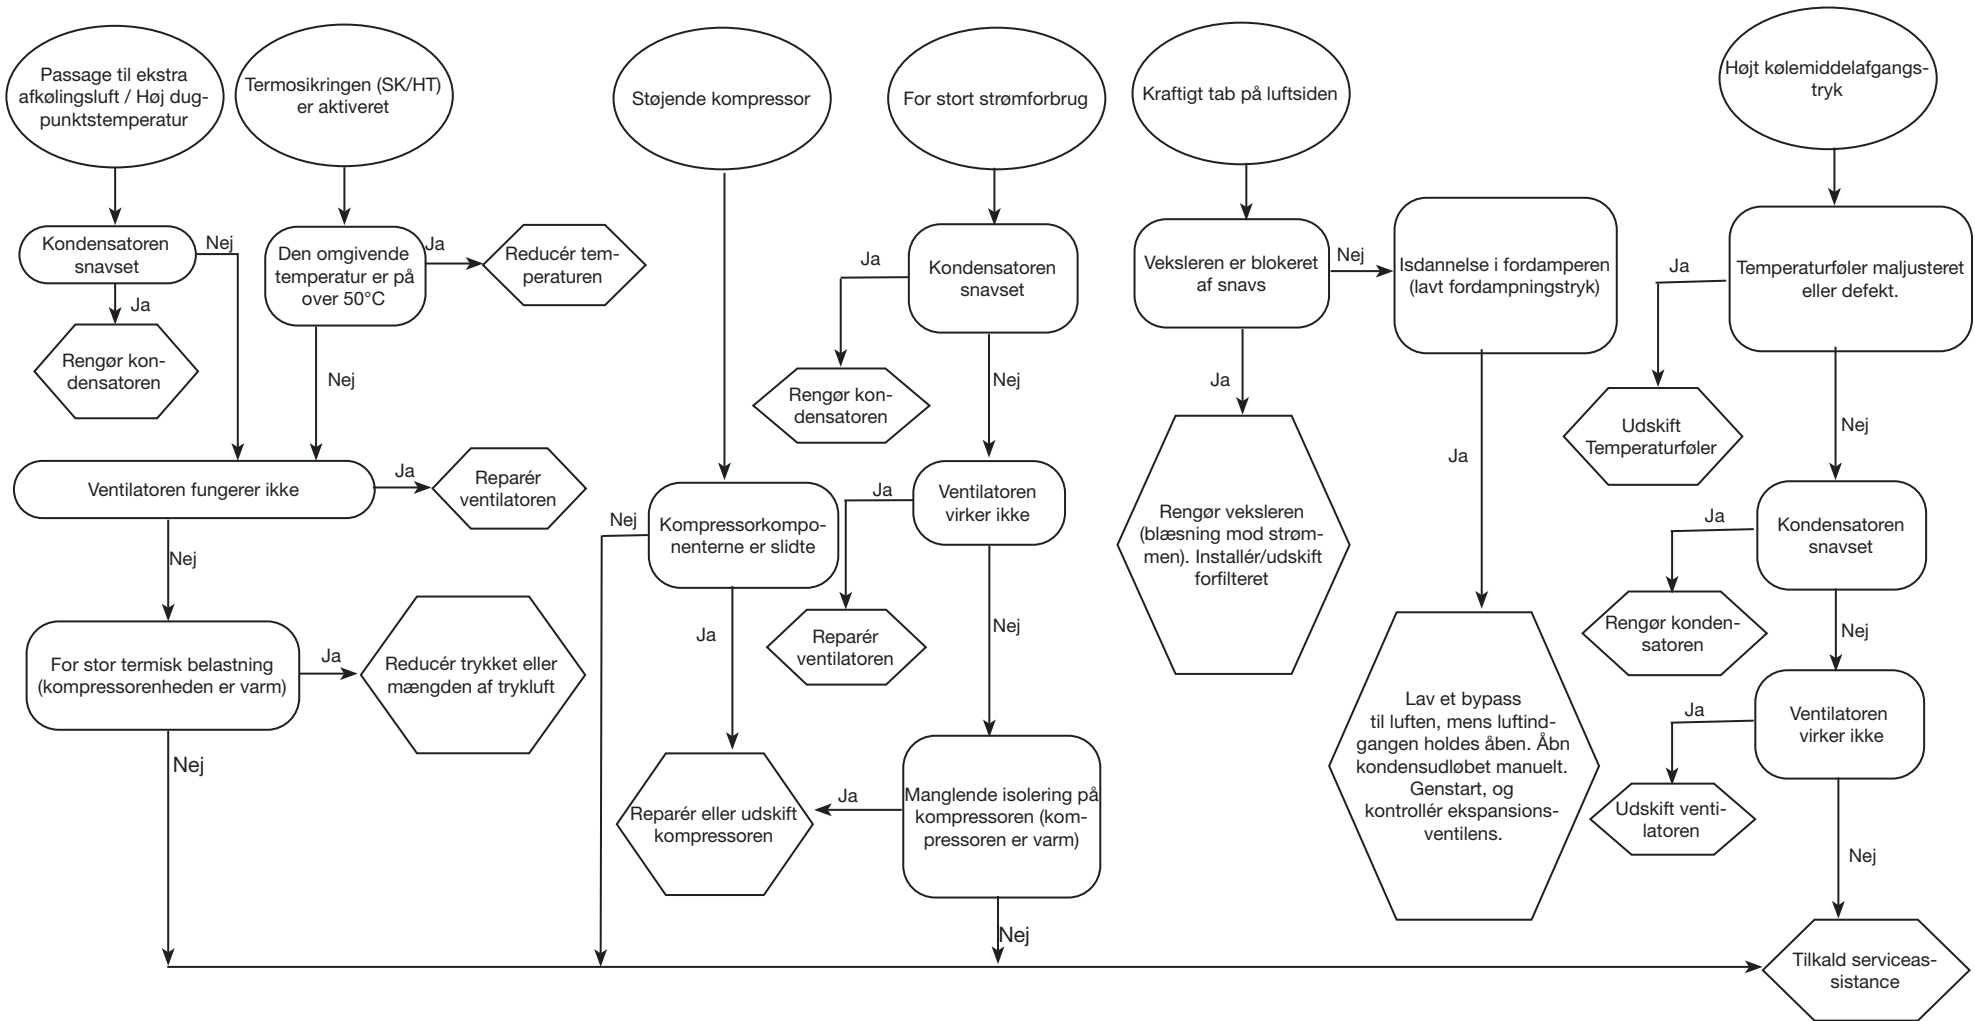 Passage til ekstra
afkølingsluft / Høj dug-
punktstemperatur
Termosikringen (SK/HT)
er aktiveret
Støjende kompressor
For stort strømforbrug
Kraftigt tab på luftsiden
Højt kølemiddelafgangs-
tryk
Kondensatoren
snavset
Nej
Ja
Rengør kon-
densatoren
Den omgivende
temperatur er på
over 50°C
Ja
Reducér tem-
peraturen
Nej
Ventilatoren fungerer ikke
Ja
Reparér
ventilatoren
Nej
For stor termisk belastning
(kompressorenheden er varm)
Ja
Reducér trykket eller
mængden af trykluft
Nej
Kompressorkompo-
nenterne er slidte
Nej
Ja
Reparér eller udskift
kompressoren
Kondensatoren
snavset
Ja
Rengør kon-
densatoren
Nej
Ventilatoren
virker ikke
Ja
Reparér
ventilatoren
Nej
Manglende isolering på
kompressoren (kom-
pressoren er varm)
Ja
Nej
Veksleren er blokeret
af snavs
Nej
Ja
Rengør veksleren
(blæsning mod strøm-
men). Installér/udskift
forfilteret
Isdannelse i fordamperen
(lavt fordampningstryk)
Ja
Lav et bypass
til luften, mens luftind-
gangen holdes åben. Åbn
kondensudløbet manuelt.
Genstart, og
kontrollér ekspansions-
ventilens.
Temperaturføler maljusteret
eller defekt.
Ja
Udskift
Temperaturføler
Nej
Kondensatoren
snavset
Ja
Rengør konden-
satoren
Nej
Ventilatoren
virker ikke
Ja
Udskift venti-
latoren
Nej
Tilkald serviceas-
sistance